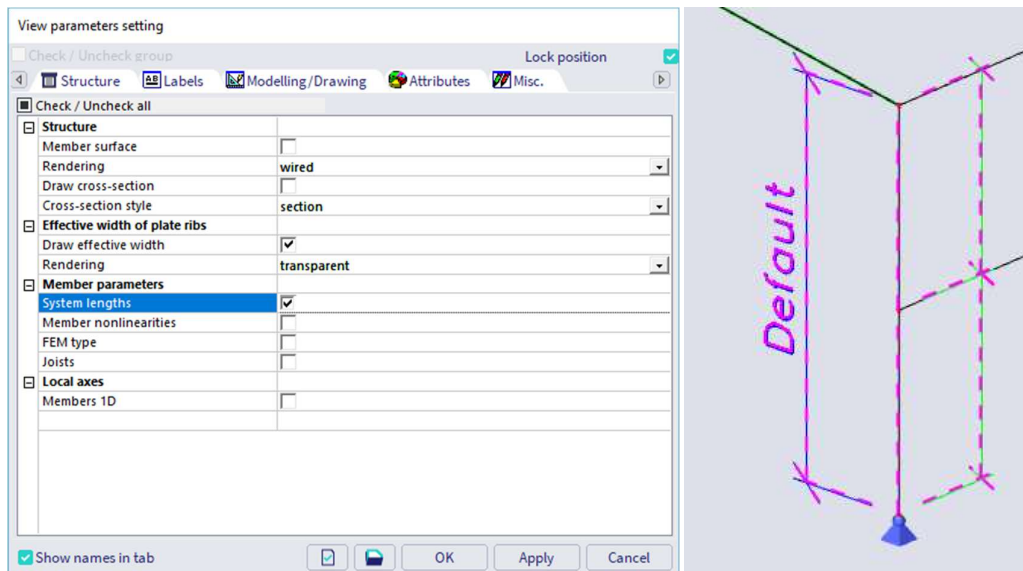 View parameters setting
Check / Uncheck group
Lock position
Structure
Labels
Modelling/Drawing
Attributes
Misc.
Check / Uncheck all
Structure
Member surface
Rendering wired
Draw cross-section
Cross-section style section
Effective width of plate ribs
Draw effective width
Rendering transparent
Member parameters
System lengths
Member nonlinearities
FEM type
Joists
Local axes
Members 1D
Show names in tab
OK
Apply
Cancel
Default